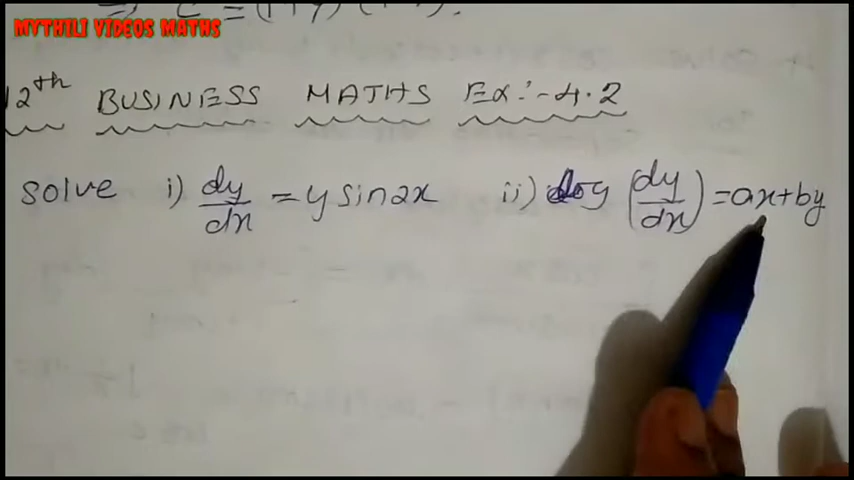 MYTHILI VIDEOS MATHS
12th BUSINESS MATHS Ex:-4.2
solve i) dy/dx = y sin2x ii) log (dy/dx) = ax+by